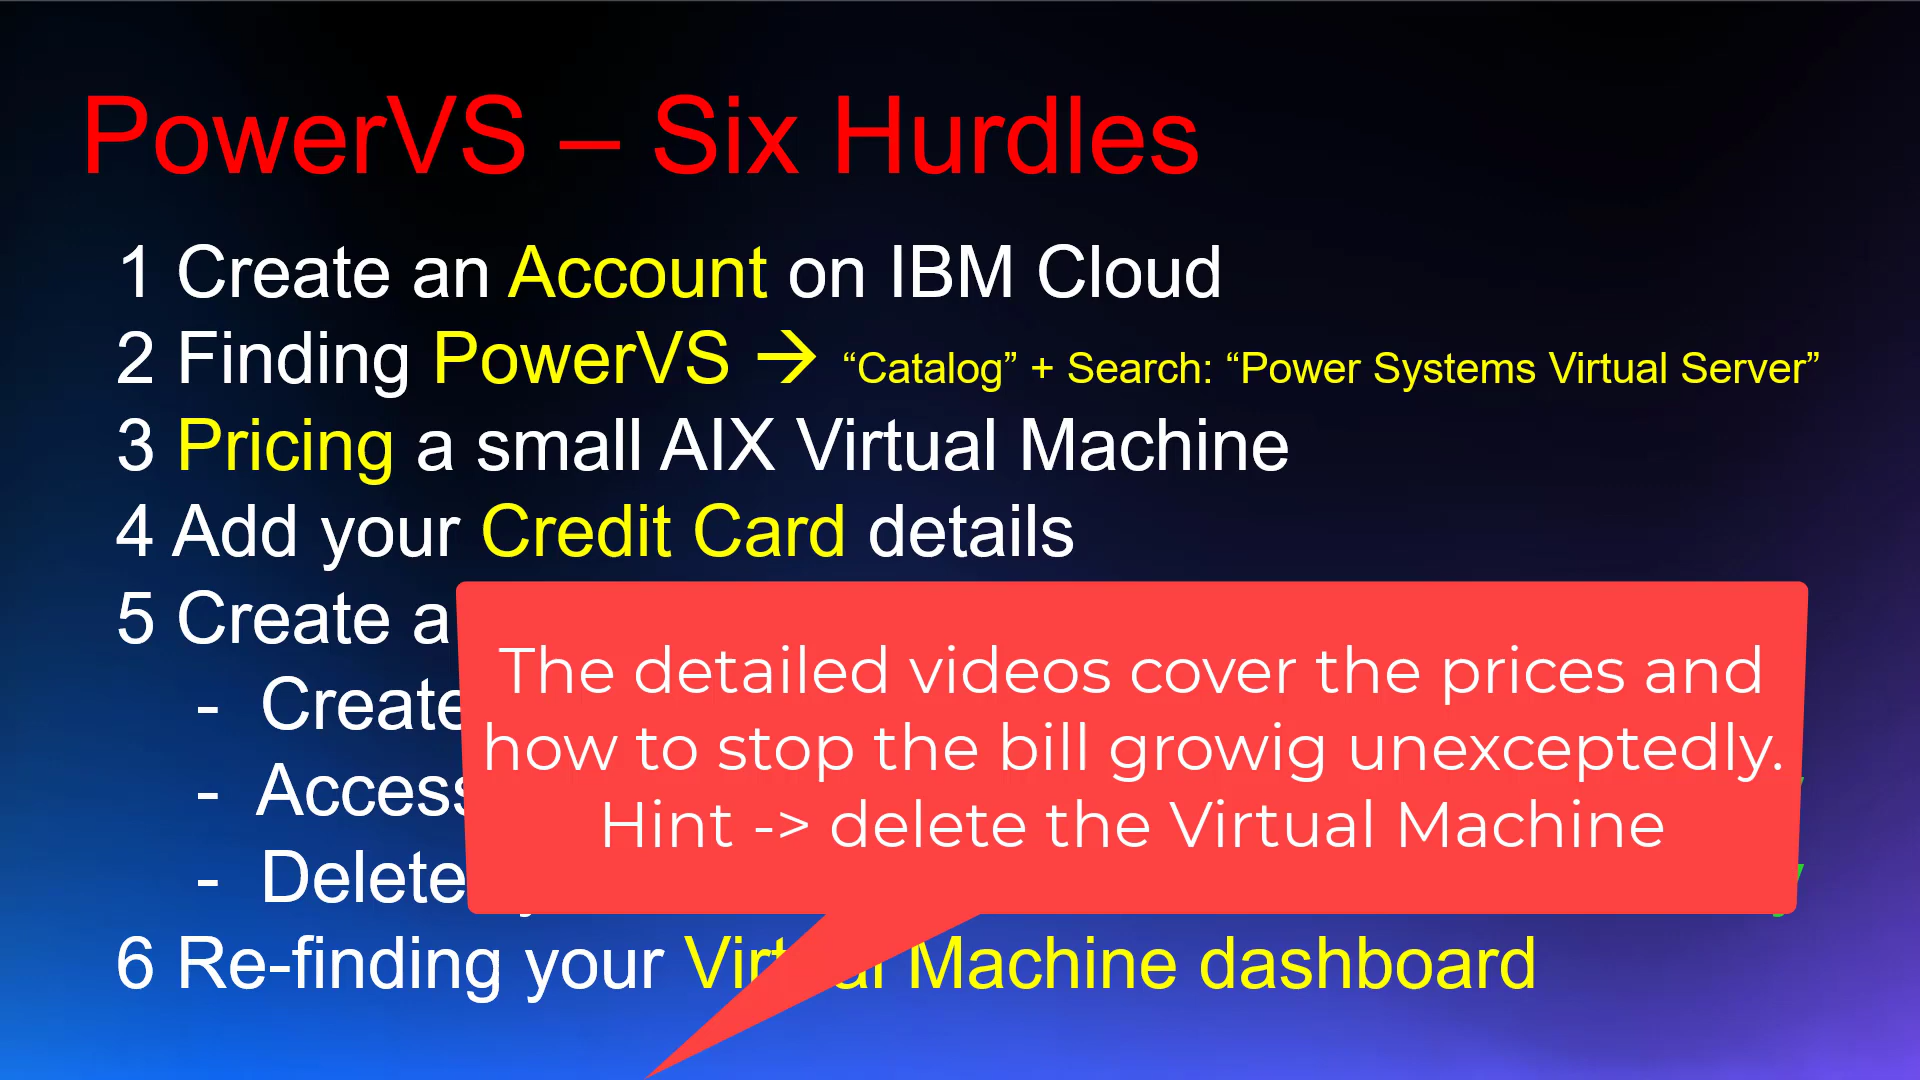 PowerVS – Six Hurdles
1 Create an Account on IBM Cloud
2 Finding PowerVS → “Catalog” + Search: “Power Systems Virtual Server”
3 Pricing a small AIX Virtual Machine
4 Add your Credit Card details
5 Create a
- Create
- Access
- Delete
The detailed videos cover the prices and
how to stop the bill growig unexceptedly.
Hint -> delete the Virtual Machine
6 Re-finding your Virtual Machine dashboard